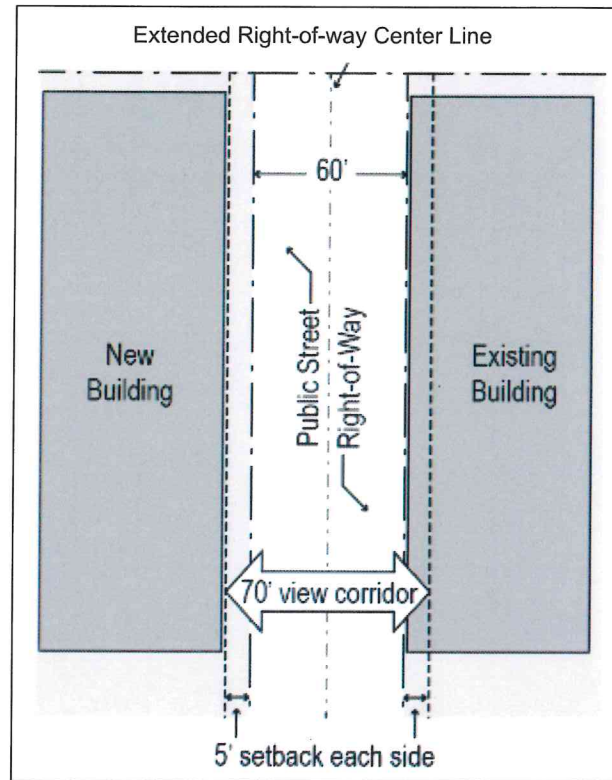 Extended Right-of-way Center Line
60'
Public Street
Right-of-Way
New
Building
Existing
Building
70' view corridor
5' setback each side